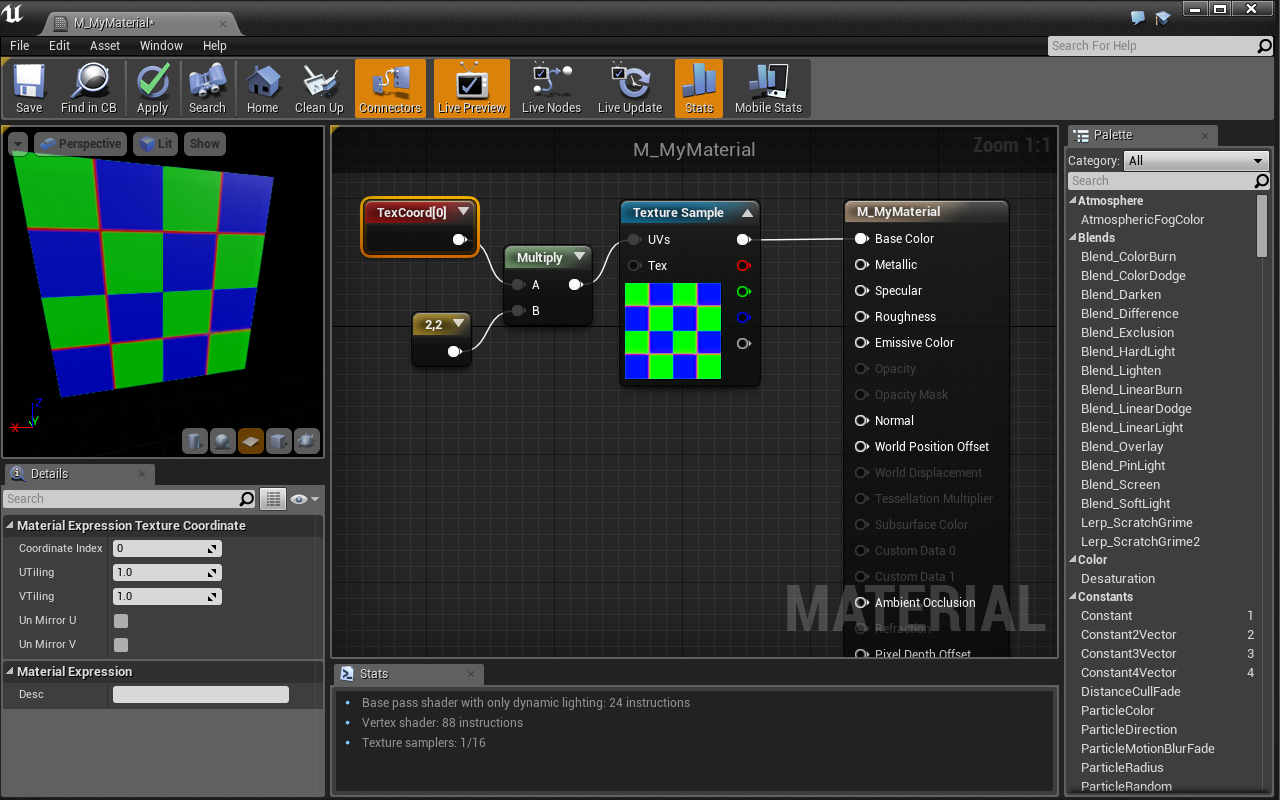 M_MyMaterial*
File Edit Asset Window Help
Search For Help
Save Find in CB Apply Search Home Clean Up Connectors Live Preview Live Nodes Live Update Stats Mobile Stats
Perspective Lit Show
X Z Y
M_MyMaterial
Zoom 1:1
TexCoord[0]
2,2
Multiply
A
B
Texture Sample
UVs
Tex
M_MyMaterial
Base Color
Metallic
Specular
Roughness
Emissive Color
Opacity
Opacity Mask
Normal
World Position Offset
World Displacement
Tessellation Multiplier
Subsurface Color
Custom Data 0
Custom Data 1
Ambient Occlusion
Refraction
Pixel Depth Offset
MATERIAL
Details
Search
Material Expression Texture Coordinate
Coordinate Index 0
UTiling 1.0
VTiling 1.0
Un Mirror U
Un Mirror V
Material Expression
Desc
Stats
Base pass shader with only dynamic lighting: 24 instructions
Vertex shader: 88 instructions
Texture samplers: 1/16
Palette
Category: All
Search
Atmosphere
AtmosphericFogColor
Blends
Blend_ColorBurn
Blend_ColorDodge
Blend_Darken
Blend_Difference
Blend_Exclusion
Blend_HardLight
Blend_Lighten
Blend_LinearBurn
Blend_LinearDodge
Blend_LinearLight
Blend_Overlay
Blend_PinLight
Blend_Screen
Blend_SoftLight
Lerp_ScratchGrime
Lerp_ScratchGrime2
Color
Desaturation
Constants
Constant 1
Constant2Vector 2
Constant3Vector 3
Constant4Vector 4
DistanceCullFade
ParticleColor
ParticleDirection
ParticleMotionBlurFade
ParticleRadius
ParticleRandom